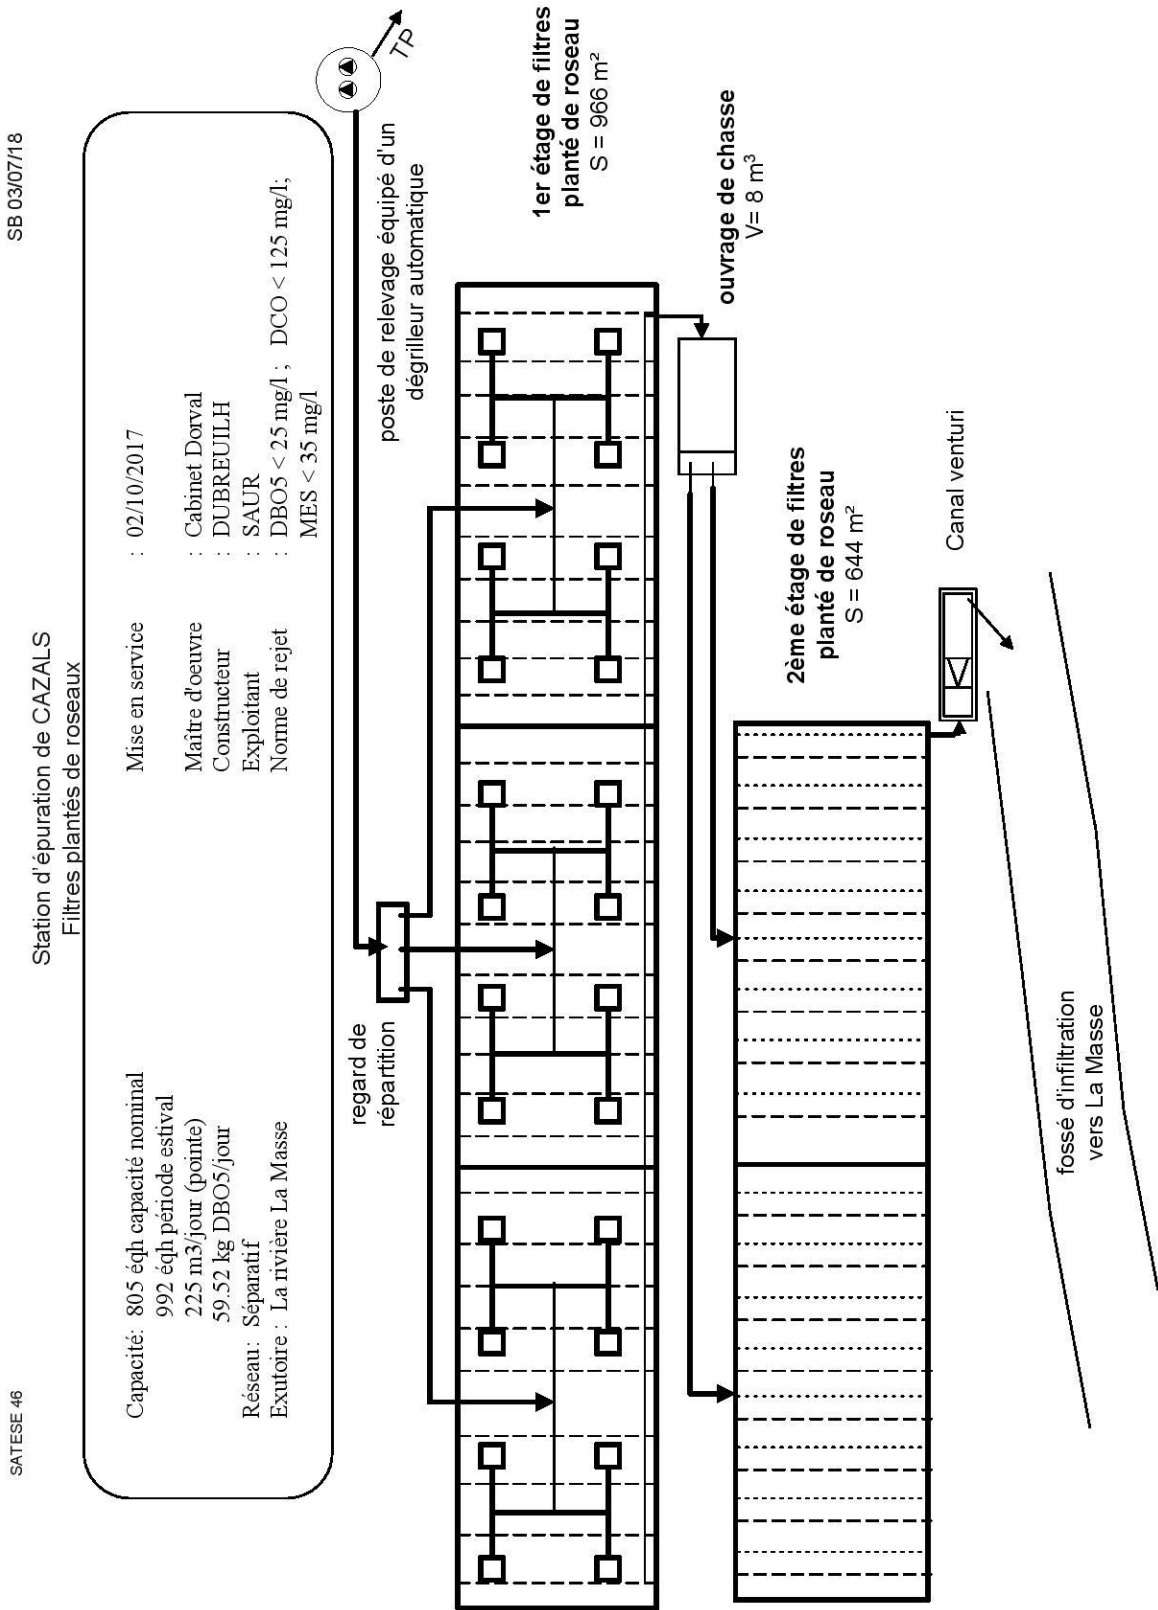 SATESE 46
SB 03/07/18
Station d'épuration de CAZALS
Filtres plantés de roseaux
Capacité: 805 éqh capacité nominal
992 éqh période estival
225 m3/jour (pointe)
59.52 kg DBO5/jour
Réseau: Séparatif
Exutoire : La rivière La Masse
Mise en service : 02/10/2017
Maître d'oeuvre : Cabinet Dorval
Constructeur : DUBREUILH
Exploitant : SAUR
Norme de rejet : DBO5 < 25 mg/l ; DCO < 125 mg/l;
MES < 35 mg/l
TP
poste de relevage équipé d'un
dégrilleur automatique
regard de
répartition
1er étage de filtres
planté de roseau
S = 966 m²
ouvrage de chasse
V= 8 m³
2ème étage de filtres
planté de roseau
S = 644 m²
Canal venturi
fossé d'infiltration
vers La Masse